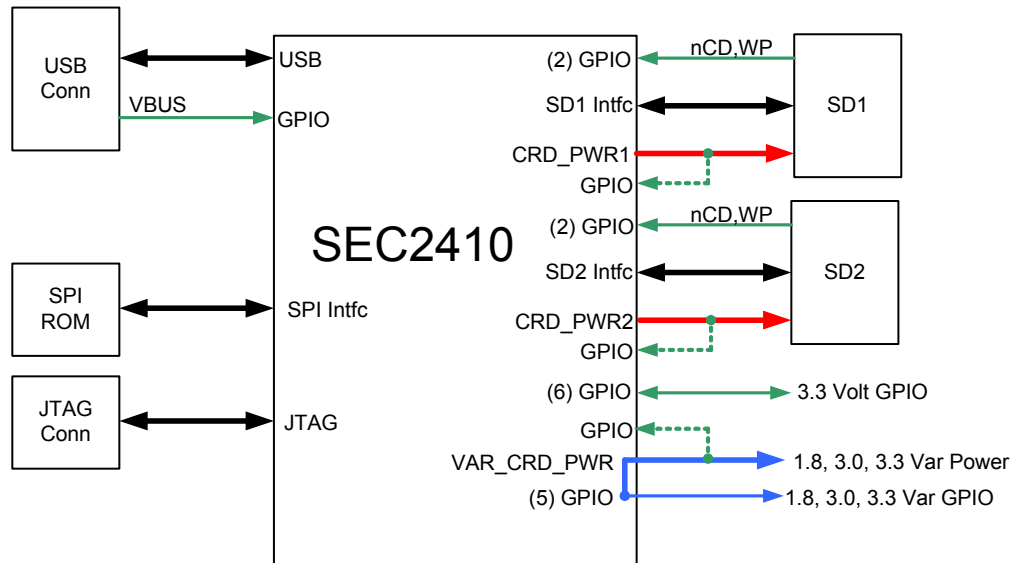 USB
Conn
VBUS
USB
GPIO
SPI
ROM
SPI Intfc
JTAG
Conn
JTAG
SEC2410
(2) GPIO
nCD,WP
SD1 Intfc
SD1
CRD_PWR1
GPIO
(2) GPIO
nCD,WP
SD2 Intfc
SD2
CRD_PWR2
GPIO
(6) GPIO
3.3 Volt GPIO
GPIO
VAR_CRD_PWR
1.8, 3.0, 3.3 Var Power
(5) GPIO
1.8, 3.0, 3.3 Var GPIO